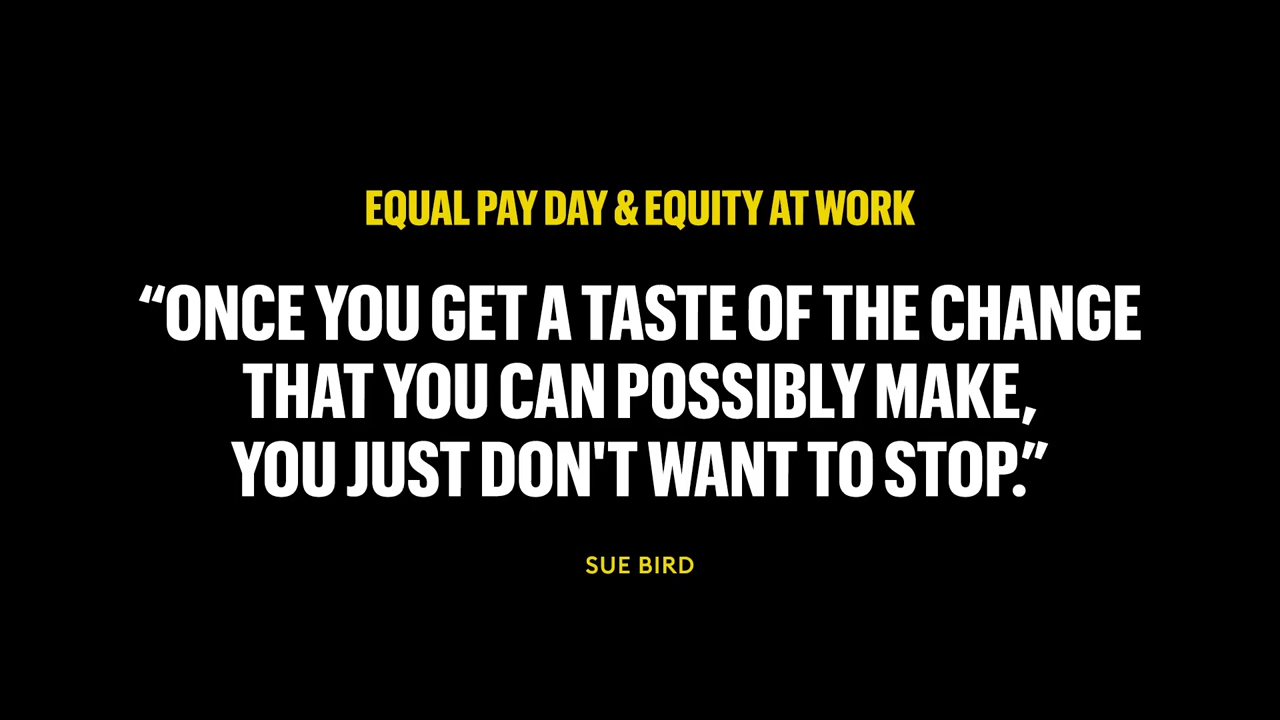 EQUAL PAY DAY & EQUITY AT WORK
“ONCE YOU GET A TASTE OF THE CHANGE
THAT YOU CAN POSSIBLY MAKE,
YOU JUST DON'T WANT TO STOP.”
SUE BIRD